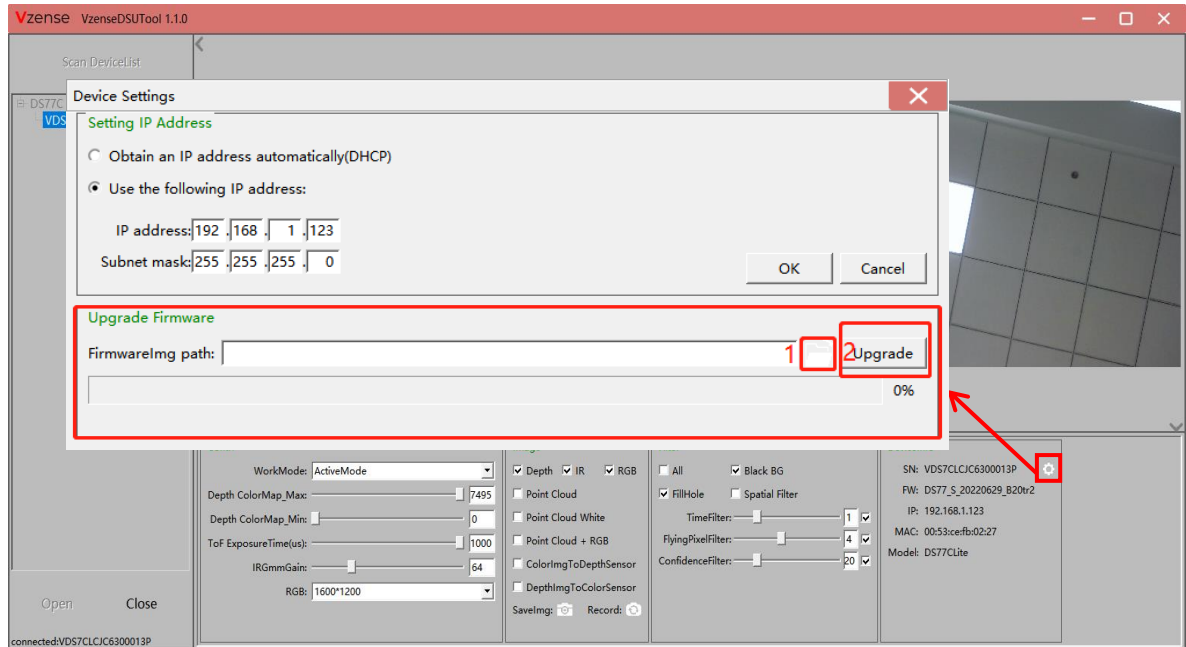 Vzense VzenseDSUTool 1.1.0
Scan DeviceList
DS77C
VDS
Device Settings
Setting IP Address
Obtain an IP address automatically(DHCP)
Use the following IP address:
IP address: 192 . 168 . 1 . 123
Subnet mask: 255 . 255 . 255 . 0
OK Cancel
Upgrade Firmware
FirmwareImg path: 1 2 Upgrade
0%
WorkMode: ActiveMode
Depth ColorMap_Max: 7495
Depth ColorMap_Min: 0
ToF ExposureTime(us): 1000
IRGmmGain: 64
RGB: 1600*1200
Depth IR RGB
Point Cloud
Point Cloud White
Point Cloud + RGB
ColorImgToDepthSensor
DepthImgToColorSensor
SaveImg: Record:
All Black BG
FillHole Spatial Filter
TimeFilter: 1
FlyingPixelFilter: 4
ConfidenceFilter: 20
SN: VDS7CLCJC6300013P
FW: DS77_S_20220629_B20tr2
IP: 192.168.1.123
MAC: 00:53:ce:fb:02:27
Model: DS77CLite
Open Close
connected:VDS7CLCJC6300013P